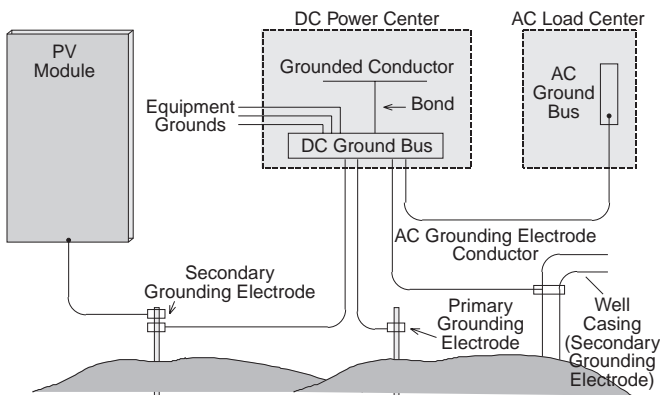 DC Power Center
AC Load Center
PV
Module
Grounded Conductor
Bond
Equipment
Grounds
DC Ground Bus
AC
Ground
Bus
AC Grounding Electrode
Conductor
Secondary
Grounding Electrode
Primary
Grounding
Electrode
Well
Casing
(Secondary
Grounding
Electrode)